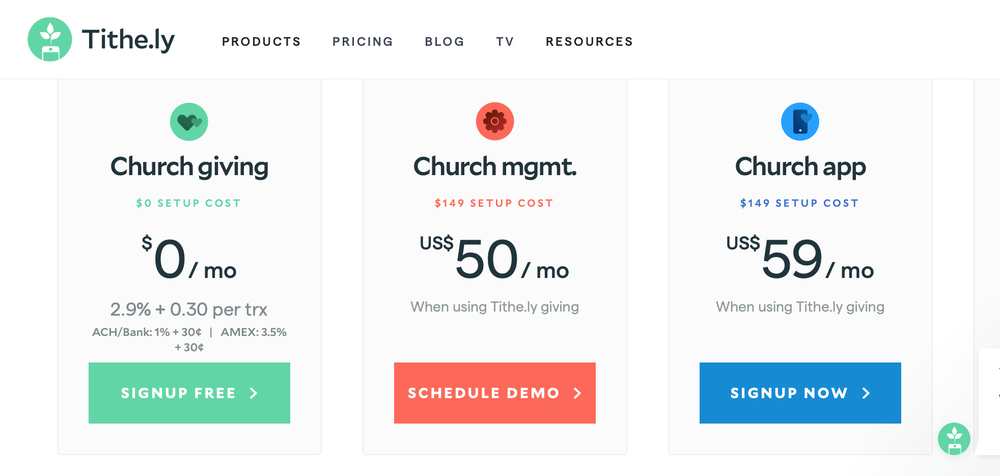 Tithe.ly
PRODUCTS
PRICING
BLOG
TV
RESOURCES
Church giving
$0 SETUP COST
$0/ mo
2.9% + 0.30 per trx
ACH/Bank: 1% + 30¢ | AMEX: 3.5%
+ 30¢
SIGNUP FREE
Church mgmt.
$149 SETUP COST
US$50/ mo
When using Tithe.ly giving
SCHEDULE DEMO
Church app
$149 SETUP COST
US$59/ mo
When using Tithe.ly giving
SIGNUP NOW